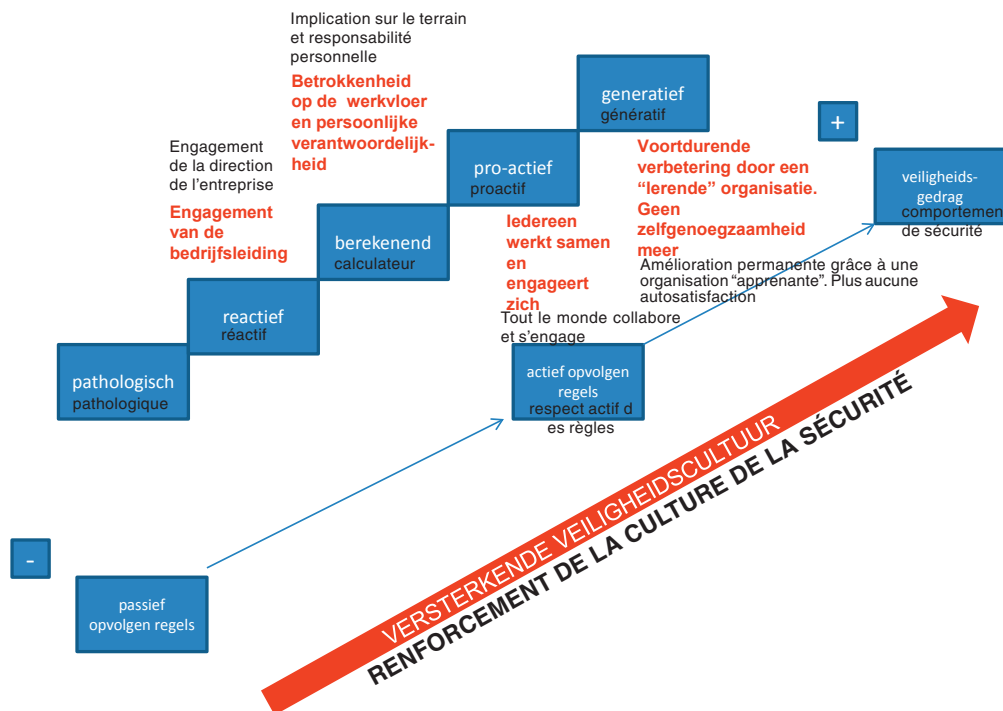 Implication sur le terrain
et responsabilité
personnelle
Betrokkenheid
op de werkvloer
en persoonlijke
verantwoordelijk-
heid
generatief
génératif
+
Engagement
de la direction
de l'entreprise
Engagement
van de
bedrijfsleiding
pro-actief
proactif
Voortdurende
verbetering door een
“lerende” organisatie.
Geen
zelfgenoegzaamheid
meer
Amélioration permanente grâce à une
organisation “apprenante”. Plus aucune
autosatisfaction
veiligheids-
gedrag
comportemen
de sécurité
berekenend
calculateur
Iedereen
werkt samen
en
engageert
zich
Tout le monde collabore
et s'engage
reactief
réactif
pathologisch
pathologique
actief opvolgen
regels
respect actif d
es règles
-
passief
opvolgen regels
VERSTERKENDE VEILIGHEIDSCULTUUR
RENFORCEMENT DE LA CULTURE DE LA SÉCURITÉ